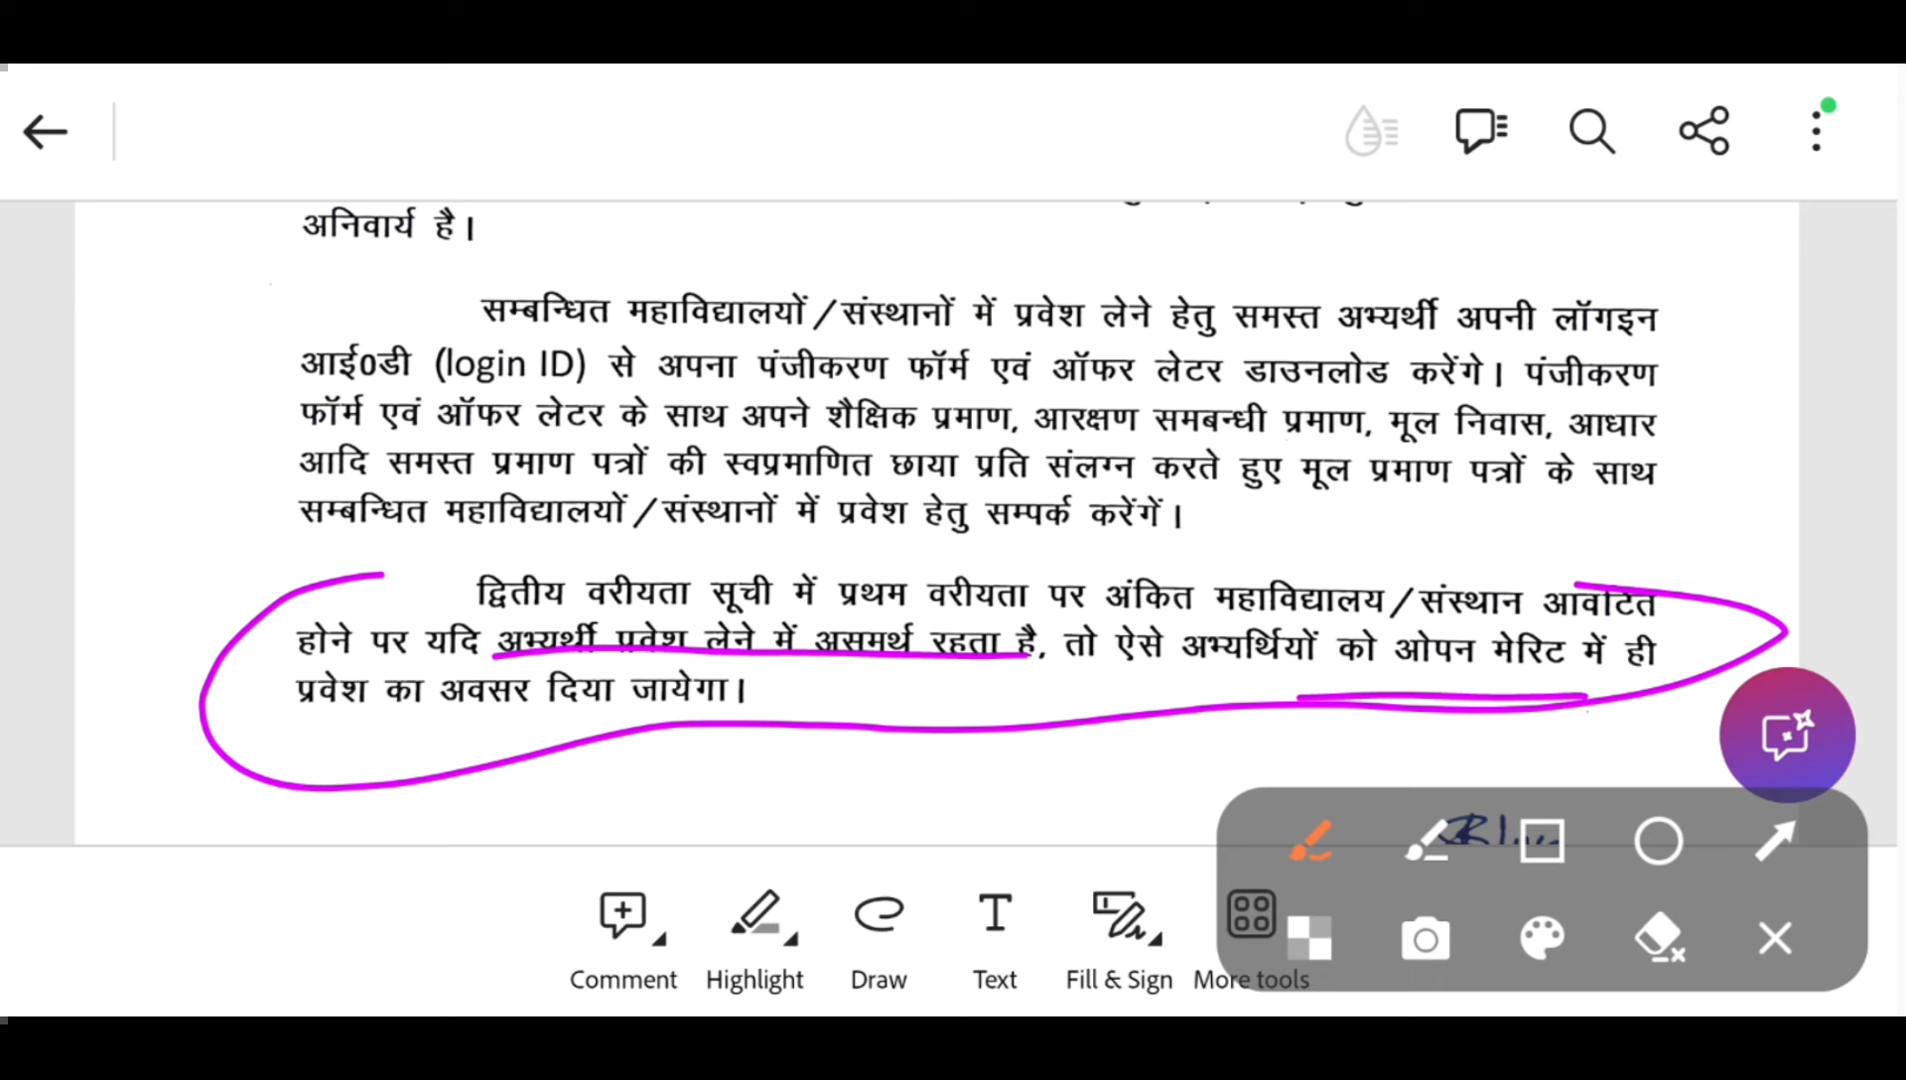 अनिवार्य है।
सम्बन्धित महाविद्यालयों/संस्थानों में प्रवेश लेने हेतु समस्त अभ्यर्थी अपनी लॉगइन
आई0डी (login ID) से अपना पंजीकरण फॉर्म एवं ऑफर लेटर डाउनलोड करेंगे। पंजीकरण
फॉर्म एवं ऑफर लेटर के साथ अपने शैक्षिक प्रमाण, आरक्षण समबन्धी प्रमाण, मूल निवास, आधार
आदि समस्त प्रमाण पत्रों की स्वप्रमाणित छाया प्रति संलग्न करते हुए मूल प्रमाण पत्रों के साथ
सम्बन्धित महाविद्यालयों/संस्थानों में प्रवेश हेतु सम्पर्क करेंगें।
द्वितीय वरीयता सूची में प्रथम वरीयता पर अंकित महाविद्यालय/संस्थान आवंटित
होने पर यदि अभ्यर्थी प्रवेश लेने में असमर्थ रहता है, तो ऐसे अभ्यर्थियों को ओपन मेरिट में ही
प्रवेश का अवसर दिया जायेगा।
Comment Highlight Draw Text Fill & Sign More tools